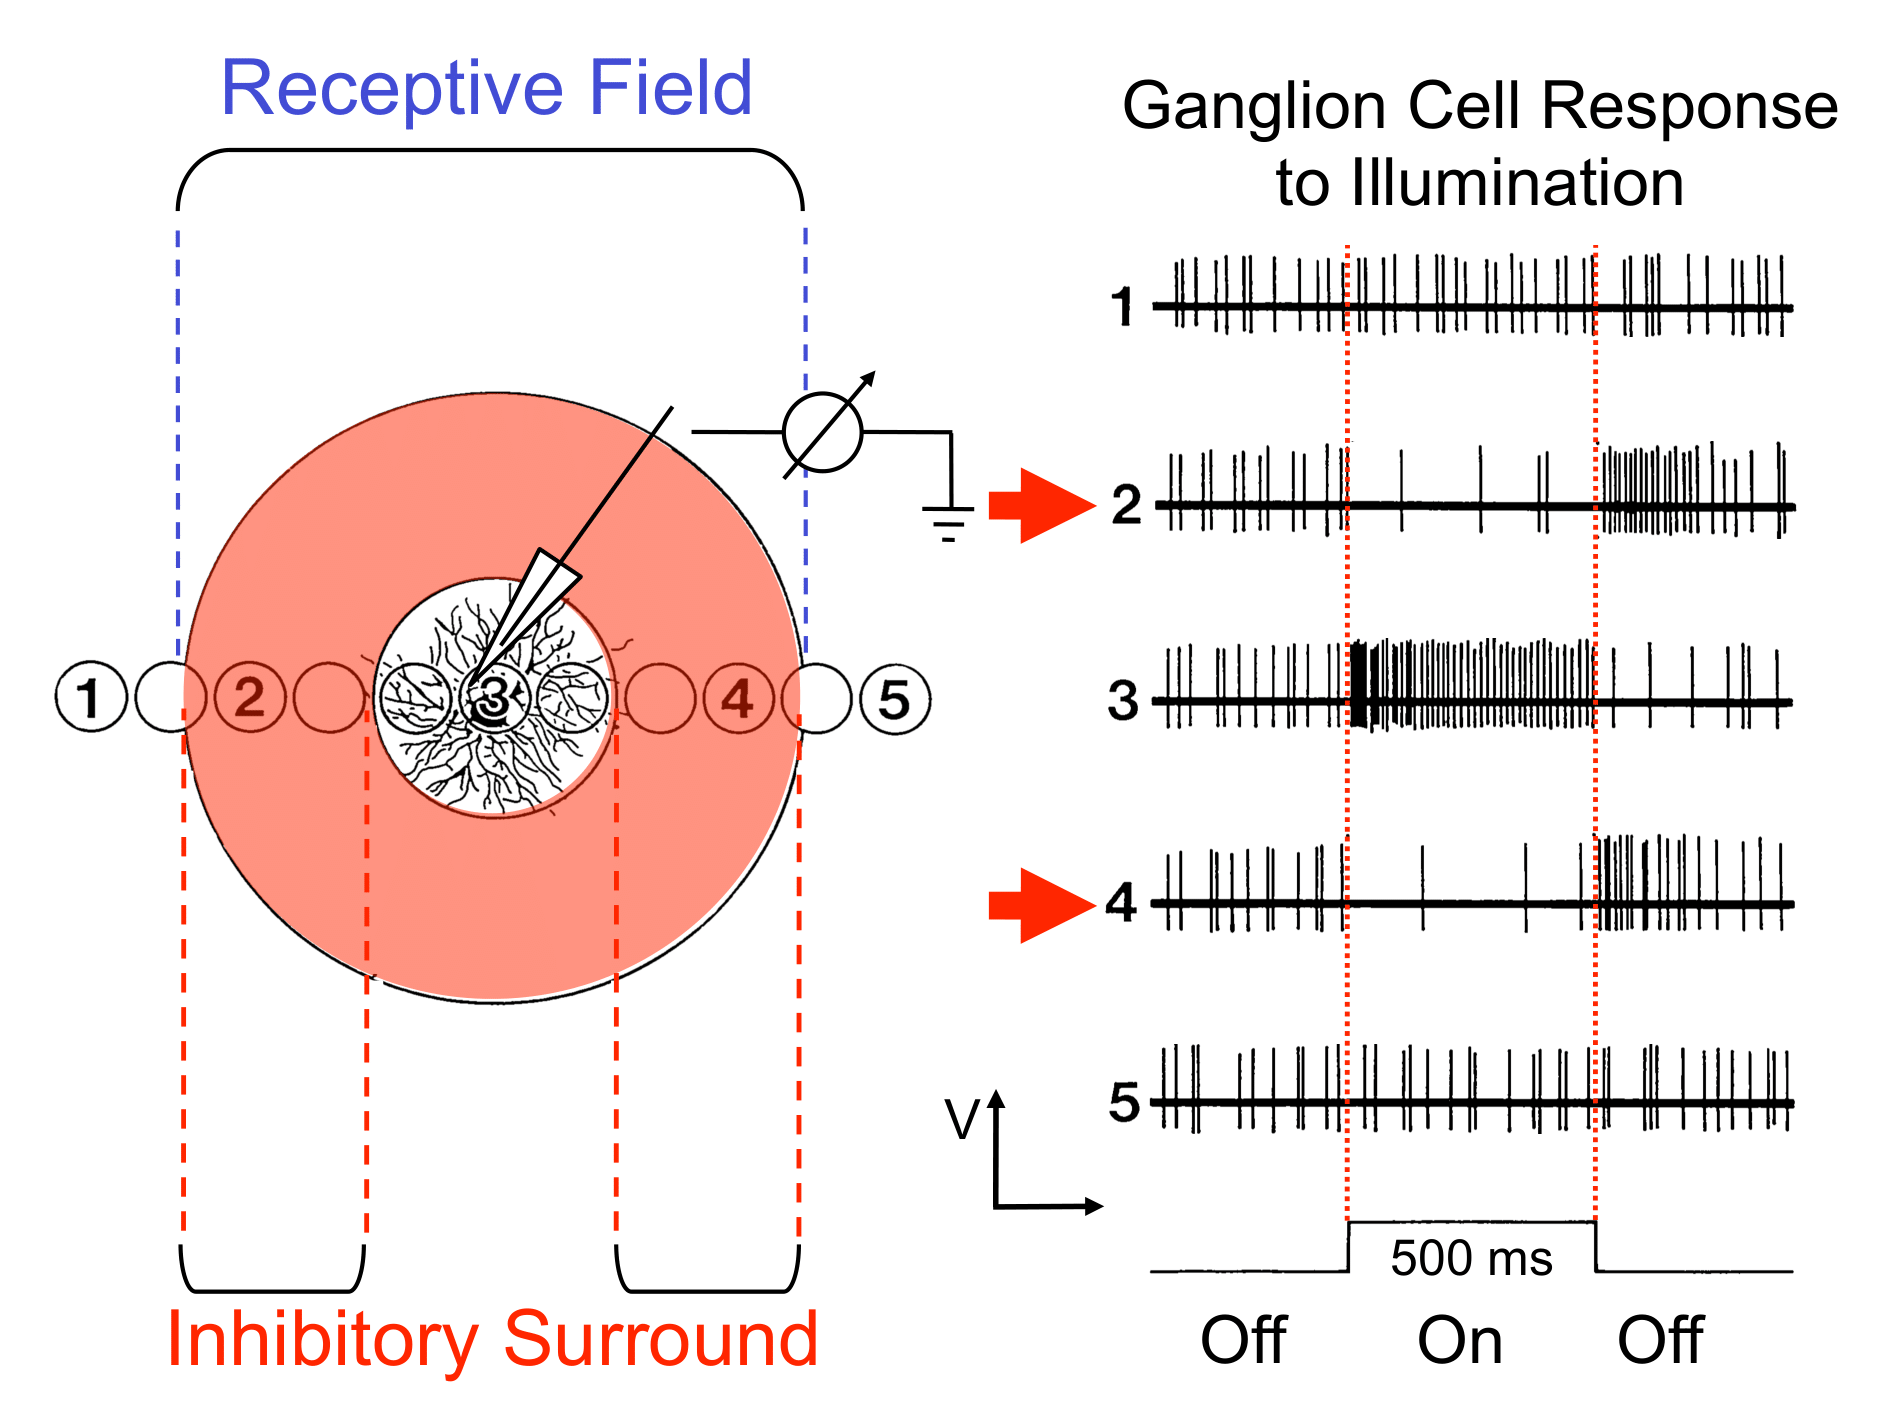 Receptive Field
Ganglion Cell Response
to Illumination
1
2
3
4
5
1 2 3 4 5
V
500 ms
Off On Off
Inhibitory Surround